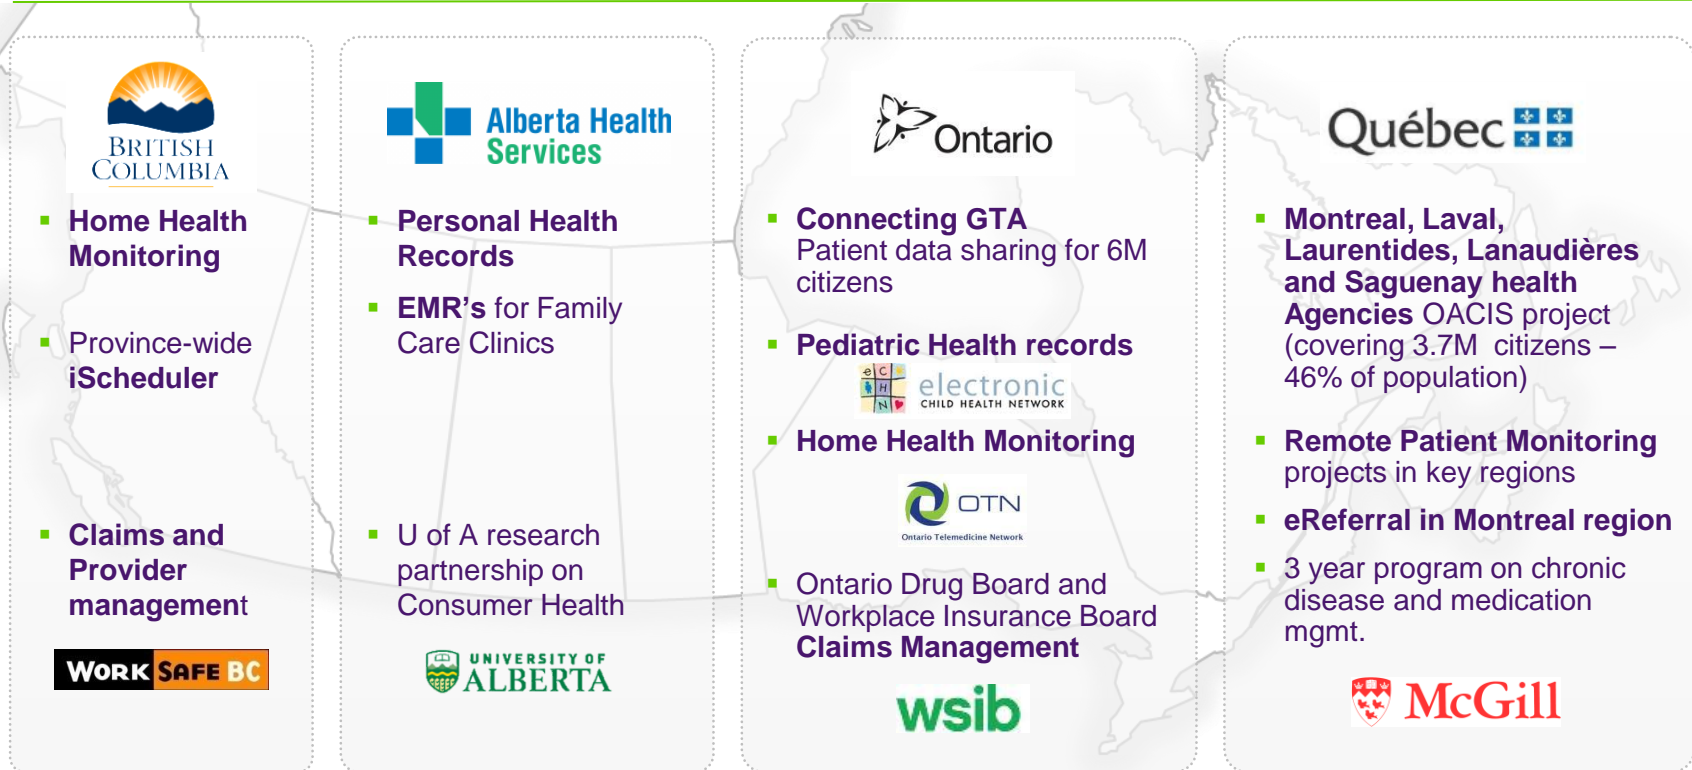 BRITISH
COLUMBIA
Home Health
Monitoring
Province-wide
iScheduler
Claims and
Provider
management
WORK SAFE BC
Alberta Health
Services
Personal Health
Records
EMR’s for Family
Care Clinics
U of A research
partnership on
Consumer Health
UNIVERSITY OF
ALBERTA
Ontario
Connecting GTA
Patient data sharing for 6M
citizens
Pediatric Health records
e C H N
electronic
CHILD HEALTH NETWORK
Home Health Monitoring
OTN
Ontario Telemedicine Network
Ontario Drug Board and
Workplace Insurance Board
Claims Management
wsib
Québec
Montreal, Laval,
Laurentides, Lanaudières
and Saguenay health
Agencies OACIS project
(covering 3.7M citizens –
46% of population)
Remote Patient Monitoring
projects in key regions
eReferral in Montreal region
3 year program on chronic
disease and medication
mgmt.
McGill